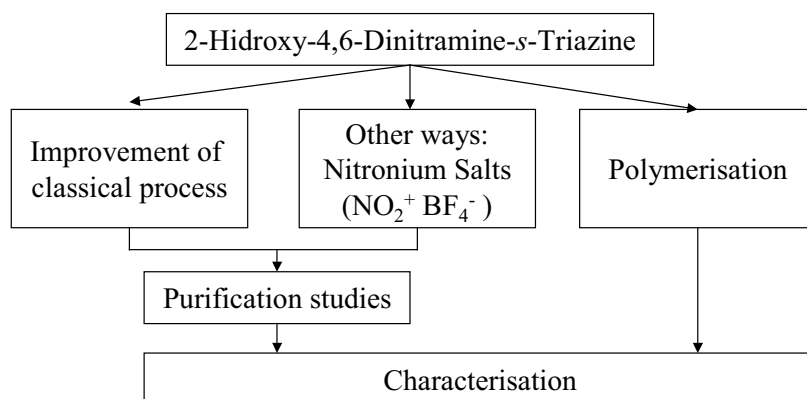 2-Hidroxy-4,6-Dinitramine-s-Triazine
Improvement of
classical process
Other ways:
Nitronium Salts
(NO₂⁺ BF₄⁻ )
Polymerisation
Purification studies
Characterisation